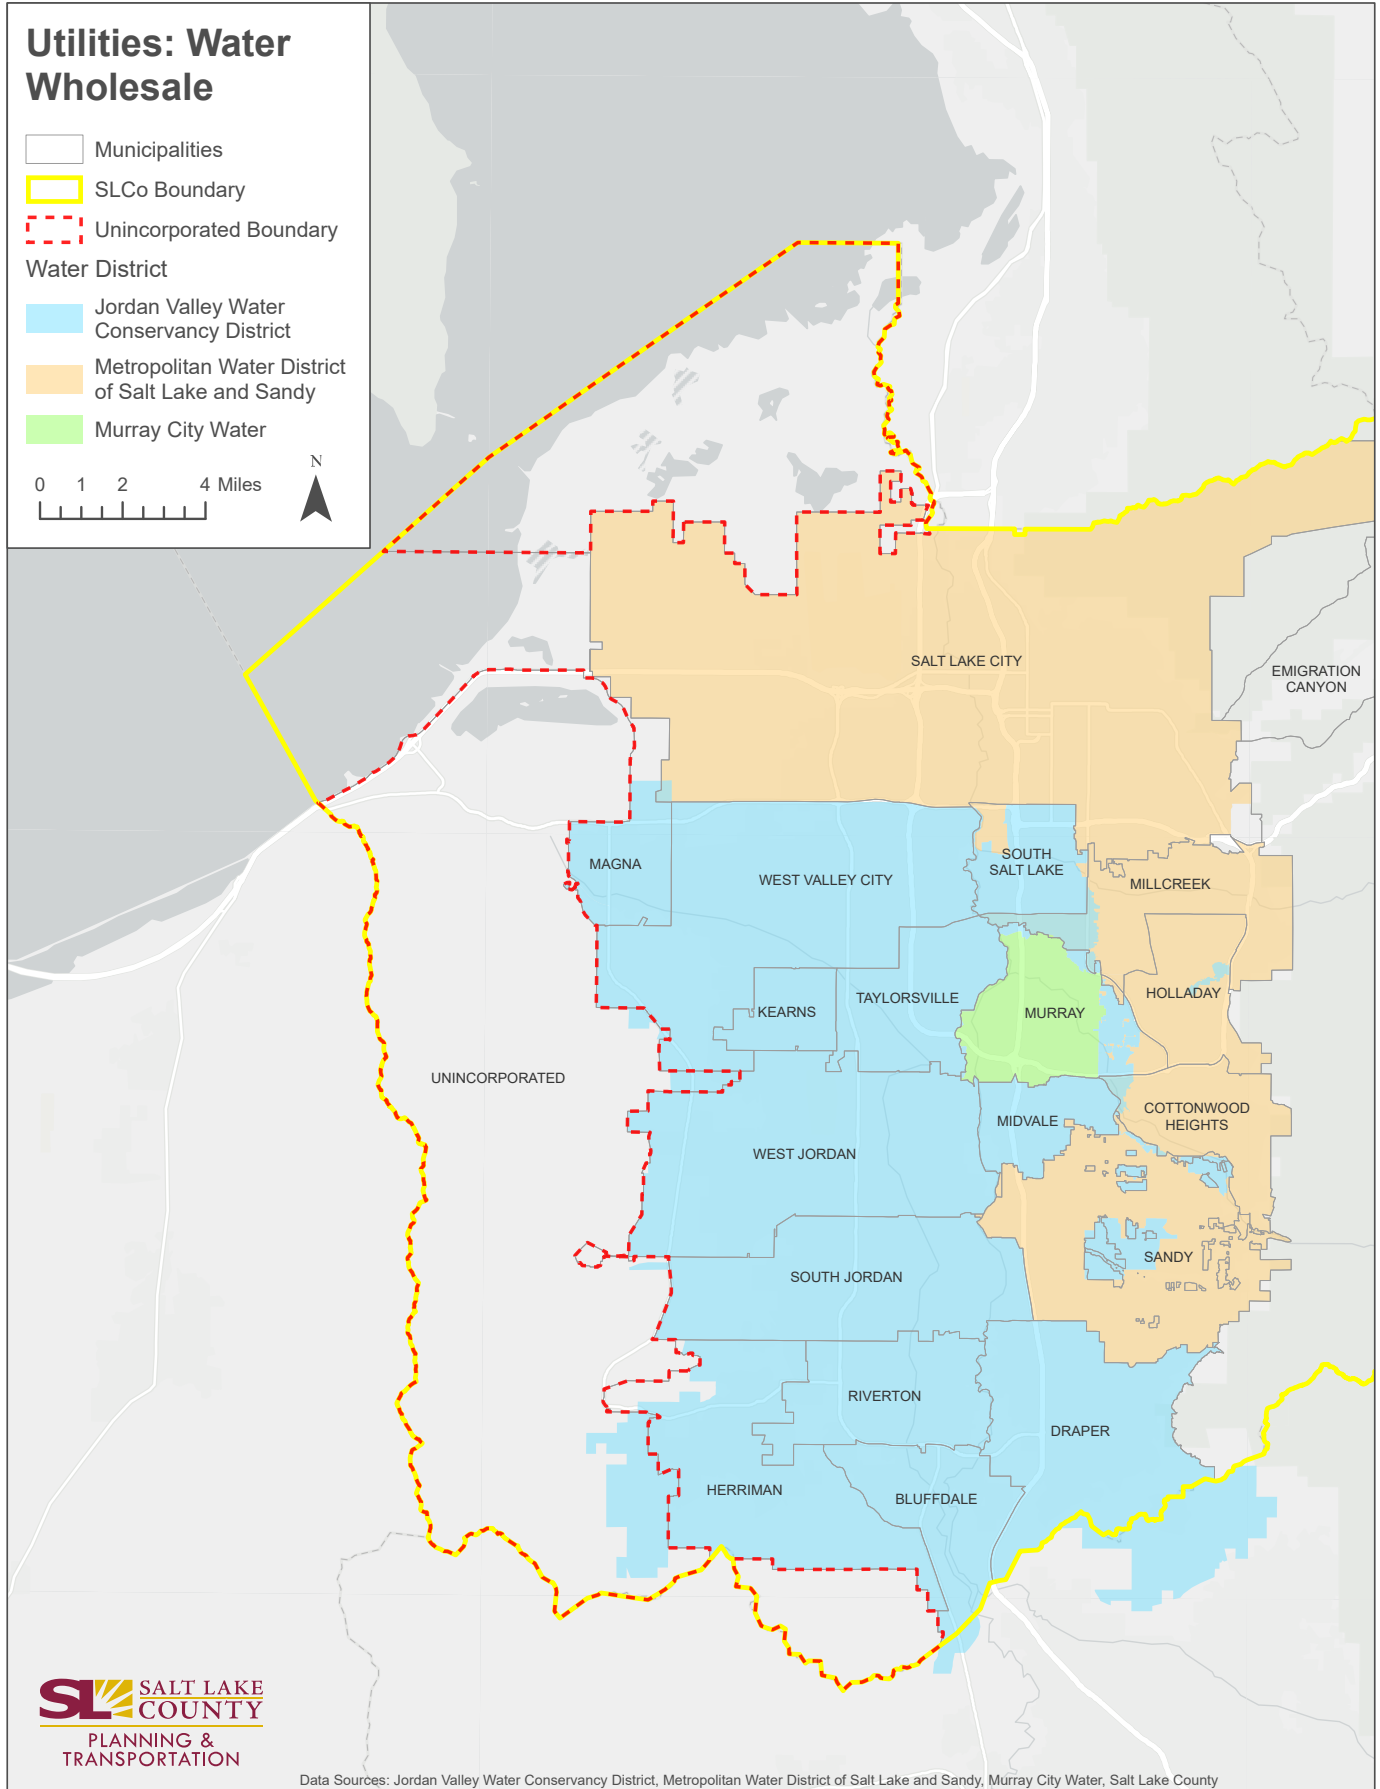 Utilities: Water
Wholesale
Municipalities
SLCo Boundary
Unincorporated Boundary
Water District
Jordan Valley Water
Conservancy District
Metropolitan Water District
of Salt Lake and Sandy
Murray City Water
0 1 2 4 Miles
N
SALT LAKE CITY
EMIGRATION
CANYON
MAGNA
WEST VALLEY CITY
SOUTH
SALT LAKE
MILLCREEK
KEARNS
TAYLORSVILLE
MURRAY
HOLLADAY
UNINCORPORATED
MIDVALE
COTTONWOOD
HEIGHTS
WEST JORDAN
SANDY
SOUTH JORDAN
RIVERTON
DRAPER
HERRIMAN
BLUFFDALE
SL SALT LAKE
COUNTY
PLANNING &
TRANSPORTATION
Data Sources: Jordan Valley Water Conservancy District, Metropolitan Water District of Salt Lake and Sandy, Murray City Water, Salt Lake County